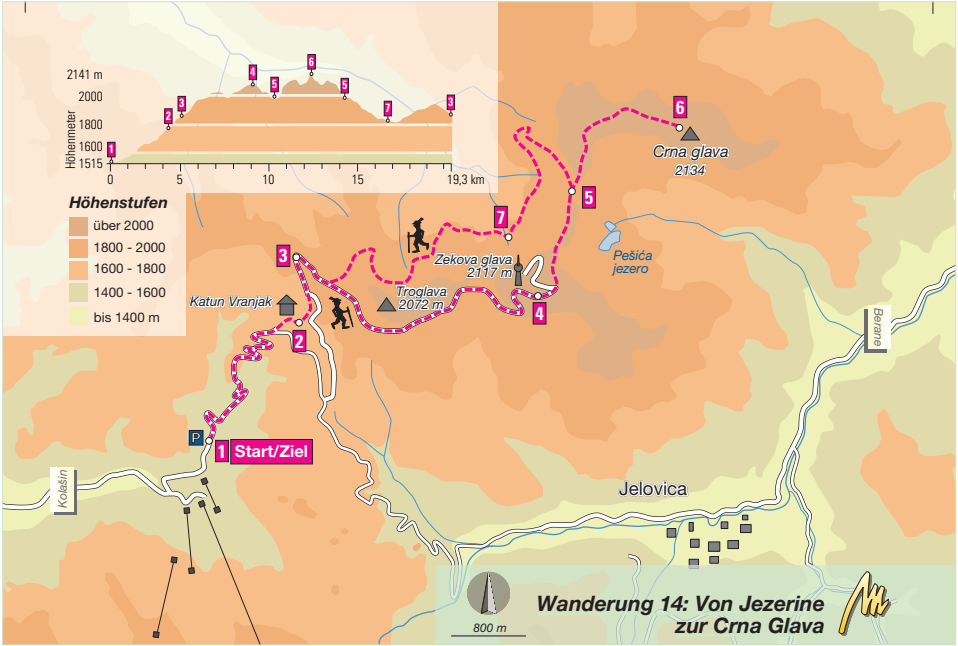 2141 m
2000
1800
1600
1515
Höhenmeter
1
2
3
4
5
6
5
7
3
0
5
10
15
19,3 km
Höhenstufen
über 2000
1800 - 2000
1600 - 1800
1400 - 1600
bis 1400 m
6
Crna glava
2134
5
7
Pešića
jezero
Zekova glava
2117 m
3
Troglava
2072 m
Katun Vranjak
4
2
Berane
P
1 Start/Ziel
Kolašin
Jelovica
800 m
Wanderung 14: Von Jezerine
zur Crna Glava